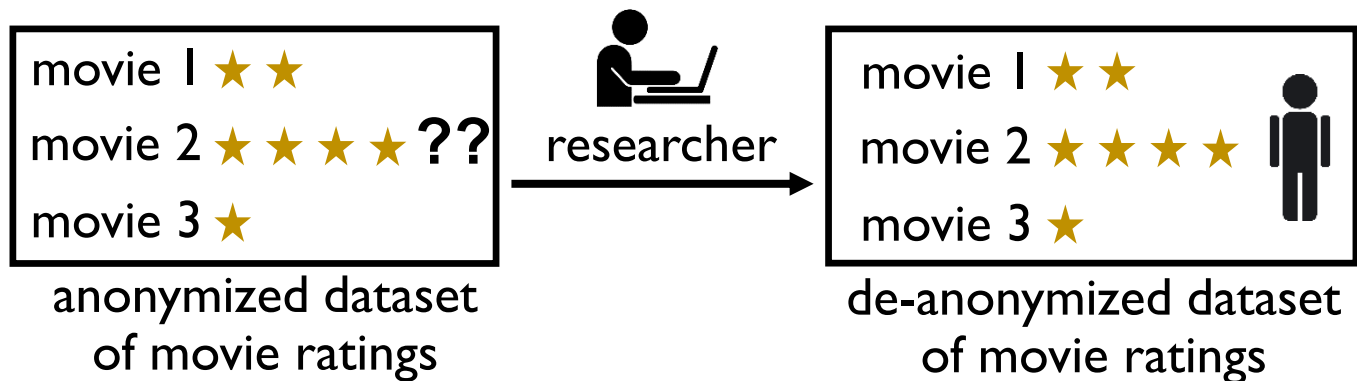 movie 1 ★ ★
movie 2 ★ ★ ★ ★ ??
movie 3 ★
anonymized dataset
of movie ratings
researcher
movie 1 ★ ★
movie 2 ★ ★ ★ ★
movie 3 ★
de-anonymized dataset
of movie ratings